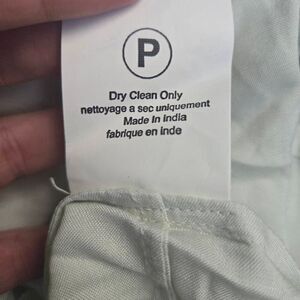 P
Dry Clean Only
nettoyage a sec uniquement
Made In India
fabrique en inde